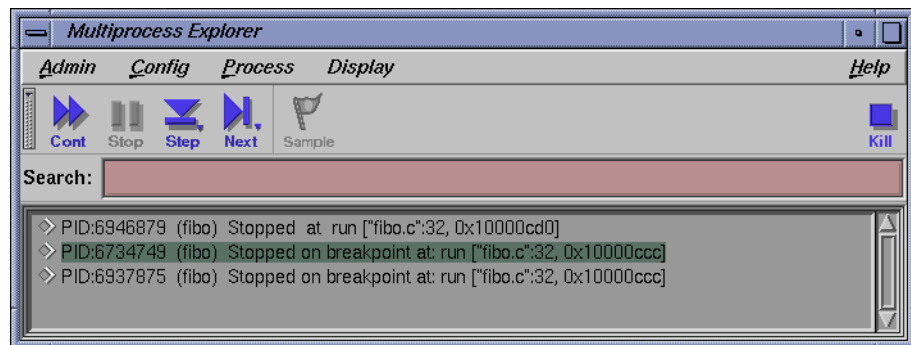 Multiprocess Explorer
Admin Config Process Display Help
Cont Stop Step Next Sample Kill
Search:
PID:6946879 (fibo) Stopped at run ["fibo.c":32, 0x10000cd0]
PID:6734749 (fibo) Stopped on breakpoint at: run ["fibo.c":32, 0x10000ccc]
PID:6937875 (fibo) Stopped on breakpoint at: run ["fibo.c":32, 0x10000ccc]